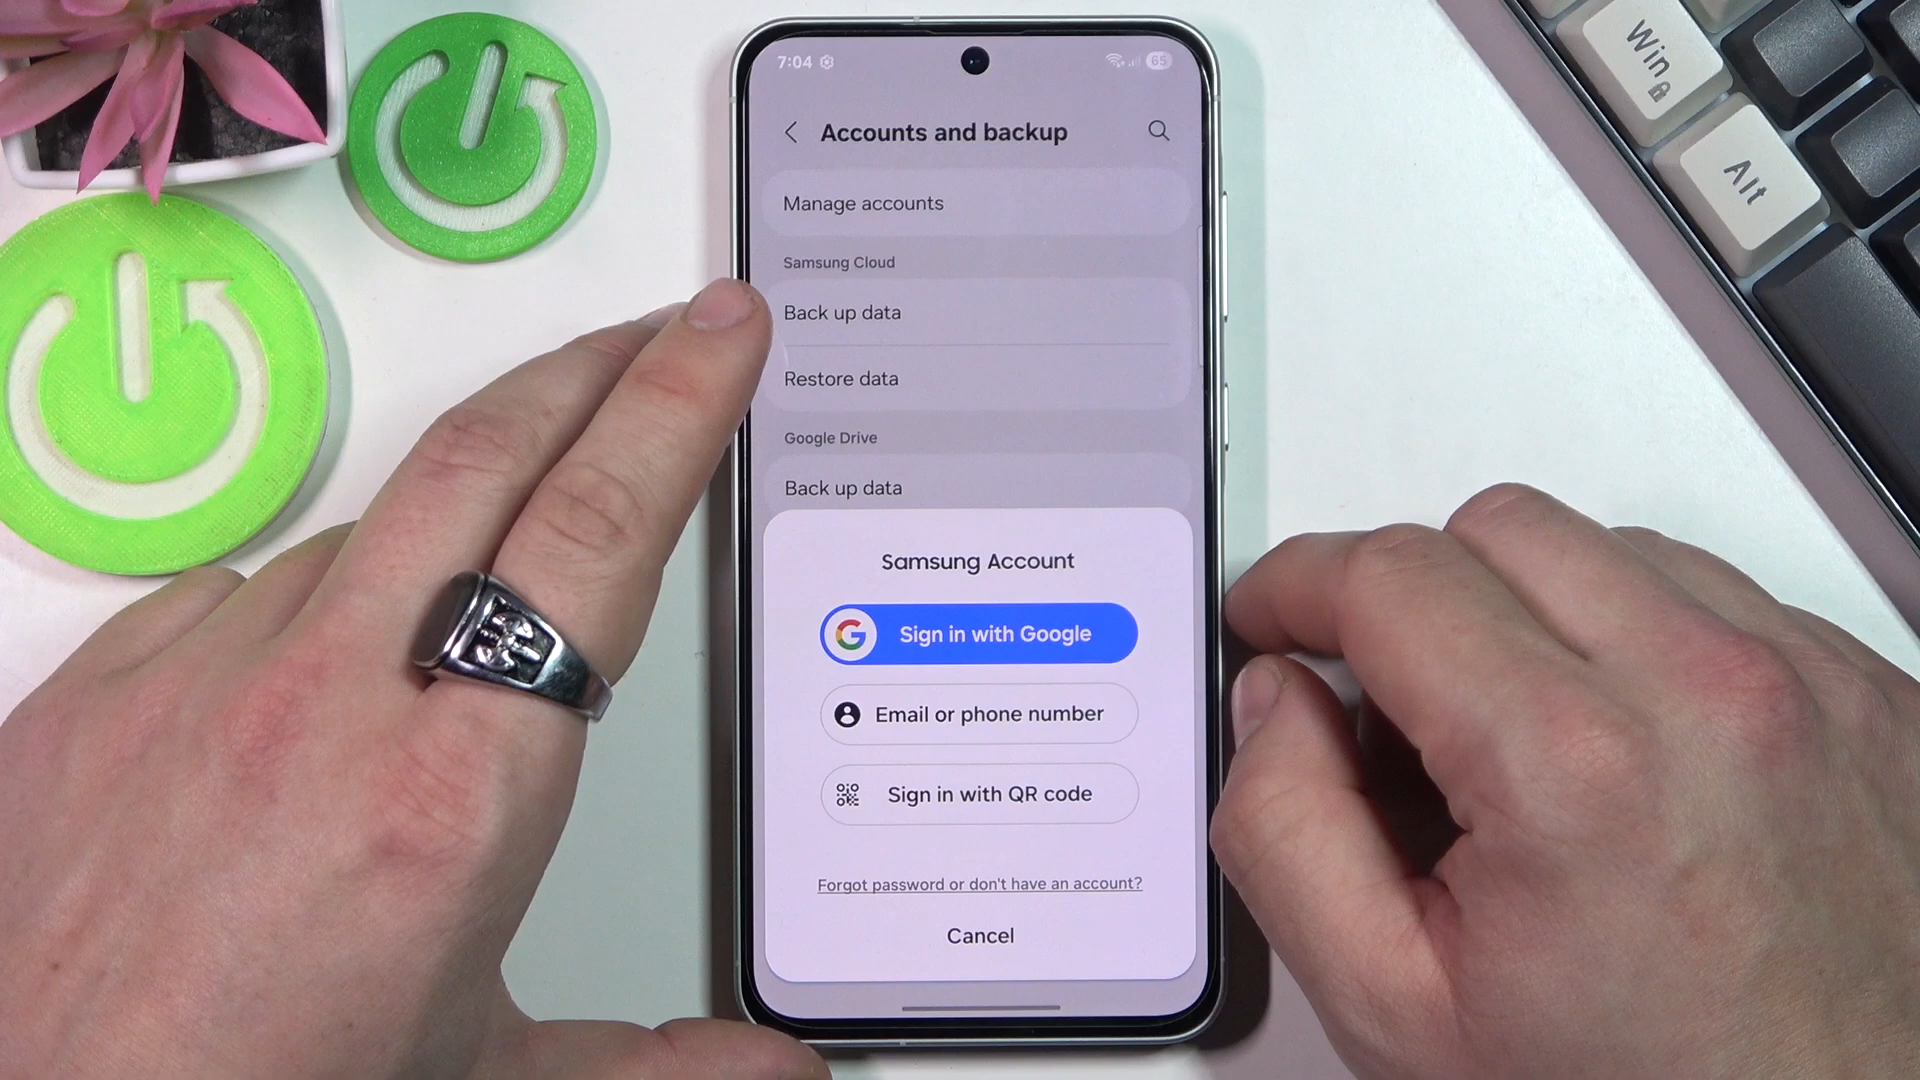 7:04
65
Accounts and backup
Manage accounts
Samsung Cloud
Back up data
Restore data
Google Drive
Back up data
Samsung Account
Sign in with Google
Email or phone number
Sign in with QR code
Forgot password or don't have an account?
Cancel
Win
Alt